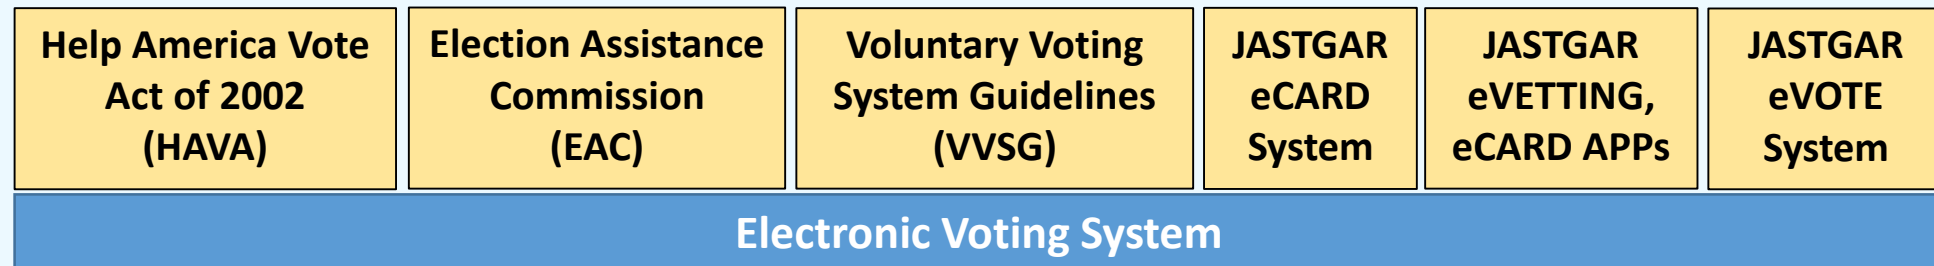 Help America Vote
Act of 2002
(HAVA)
Election Assistance
Commission
(EAC)
Voluntary Voting
System Guidelines
(VVSG)
JASTGAR
eCARD
System
JASTGAR
eVETTING,
eCARD APPs
JASTGAR
eVOTE
System
Electronic Voting System